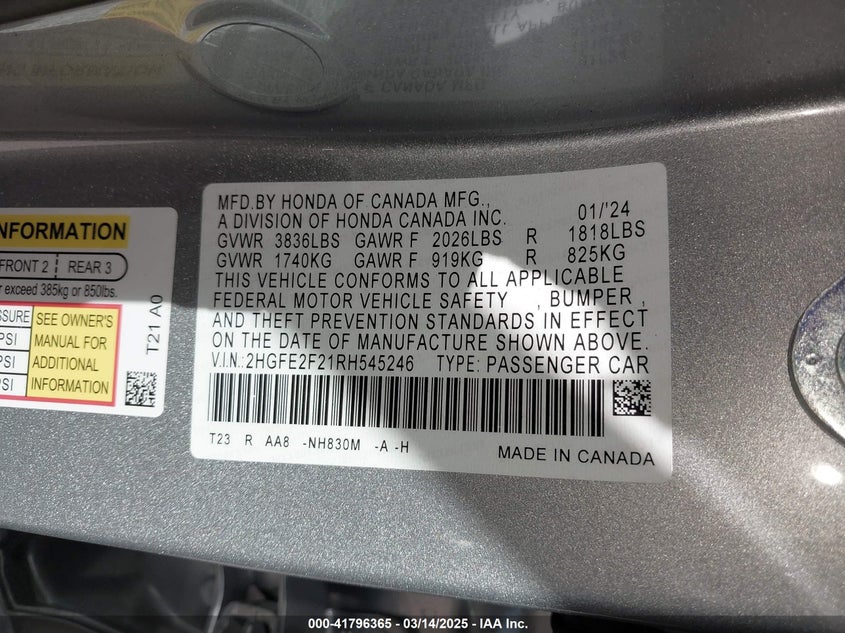 MFD.BY HONDA OF CANADA MFG.,
A DIVISION OF HONDA CANADA INC. 01/'24
GVWR 3836LBS GAWR F 2026LBS R 1818LBS
GVWR 1740KG GAWR F 919KG R 825KG
THIS VEHICLE CONFORMS TO ALL APPLICABLE
FEDERAL MOTOR VEHICLE SAFETY , BUMPER ,
AND THEFT PREVENTION STANDARDS IN EFFECT
ON THE DATE OF MANUFACTURE SHOWN ABOVE.
V.I.N.:2HGFE2F21RH545246 TYPE: PASSENGER CAR
T23 R AA8 -NH830M -A -H
MADE IN CANADA
INFORMATION
FRONT 2 REAR 3
exceed 385kg or 850lbs.
SEE OWNER'S
MANUAL FOR
ADDITIONAL
INFORMATION
PSI
PSI
T21 A0
000-41796365 - 03/14/2025 - IAA Inc.